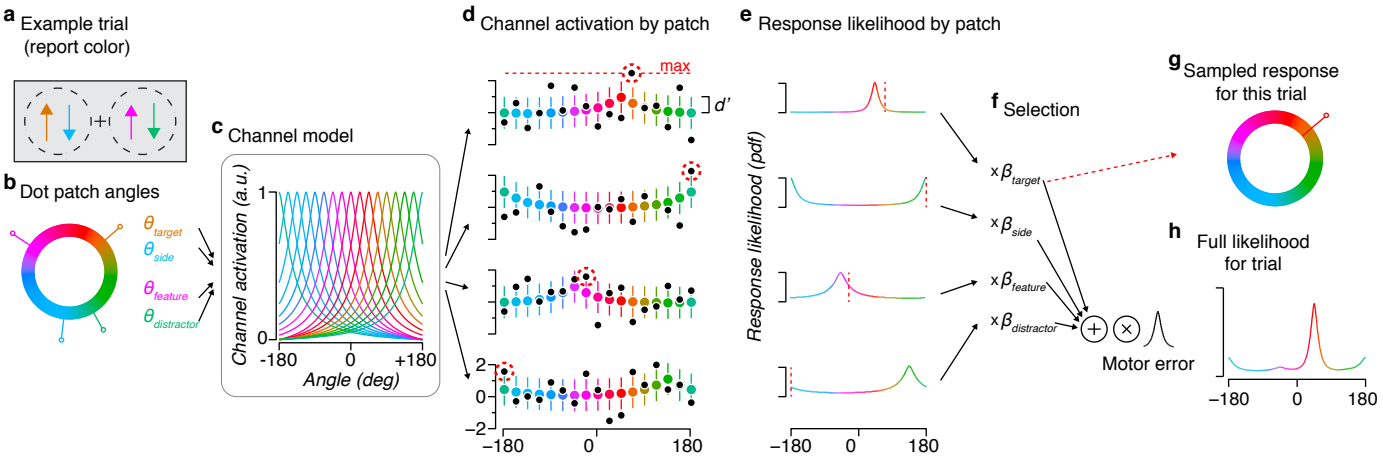 a
Example trial
(report color)
+
b
Dot patch angles
θtarget
θside
θfeature
θdistractor
c
Channel model
Channel activation (a.u.)
1
0
-180
0
+180
Angle (deg)
d
Channel activation by patch
max
d'
2
0
−2
−180
0
180
e
Response likelihood by patch
Response likelihood (pdf)
−180
0
180
f
Selection
x βtarget
x βside
x βfeature
x βdistractor
+
×
Motor error
g
Sampled response
for this trial
h
Full likelihood
for trial
−180
0
180